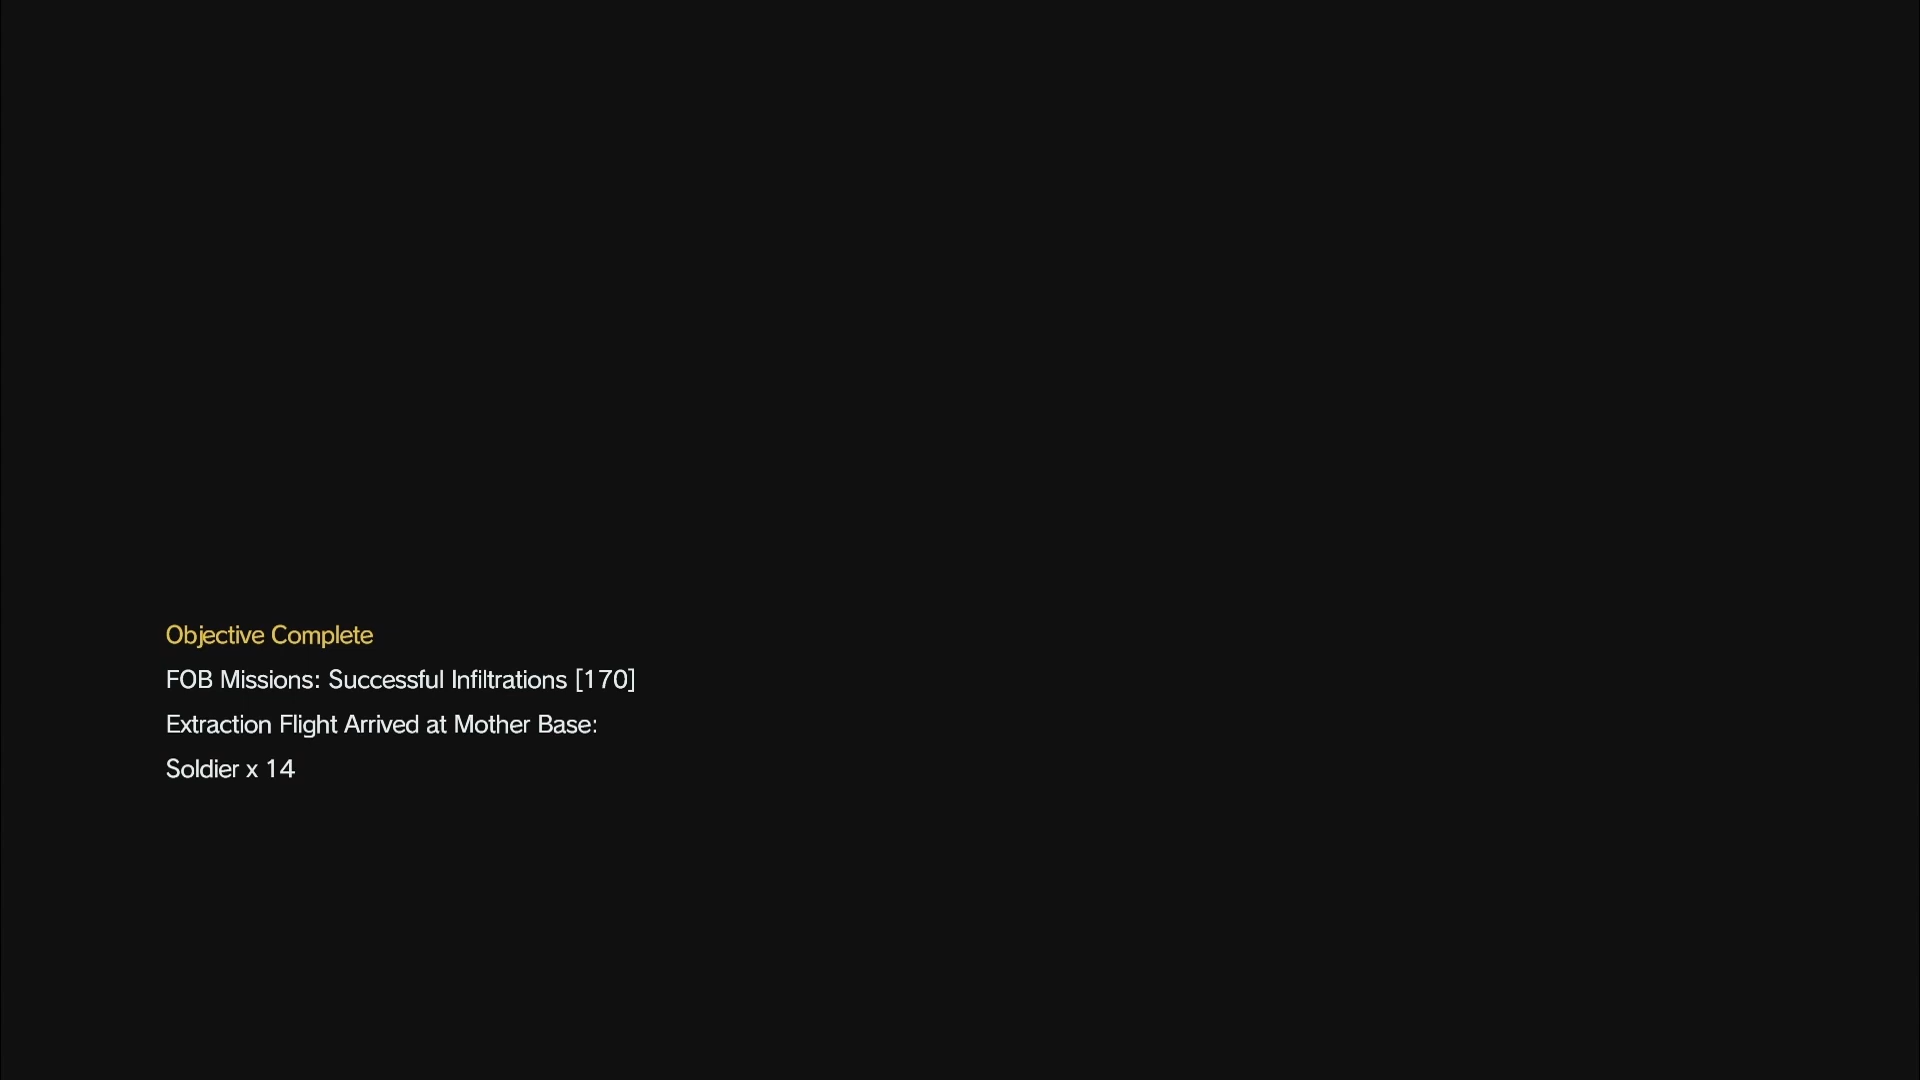 Objective Complete
FOB Missions: Successful Infiltrations [170]
Extraction Flight Arrived at Mother Base:
Soldier x 14